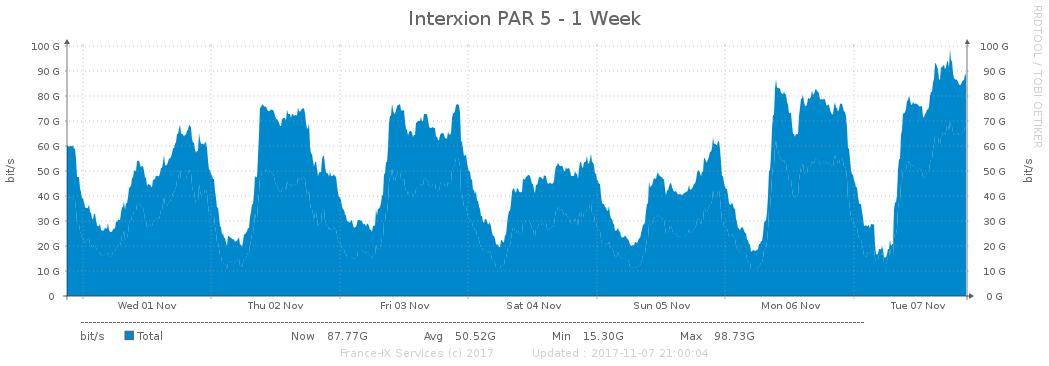 Interxion PAR 5 - 1 Week
RRDTOOL / TOBI OETIKER
bit/s
bit/s
100 G 100 G
90 G 90 G
80 G 80 G
70 G 70 G
60 G 60 G
50 G 50 G
40 G 40 G
30 G 30 G
20 G 20 G
10 G 10 G
0 0 G
Wed 01 Nov Thu 02 Nov Fri 03 Nov Sat 04 Nov Sun 05 Nov Mon 06 Nov Tue 07 Nov
bit/s Total Now 87.77G Avg 50.52G Min 15.30G Max 98.73G
France-IX Services (c) 2017 Updated : 2017-11-07 21:00:04